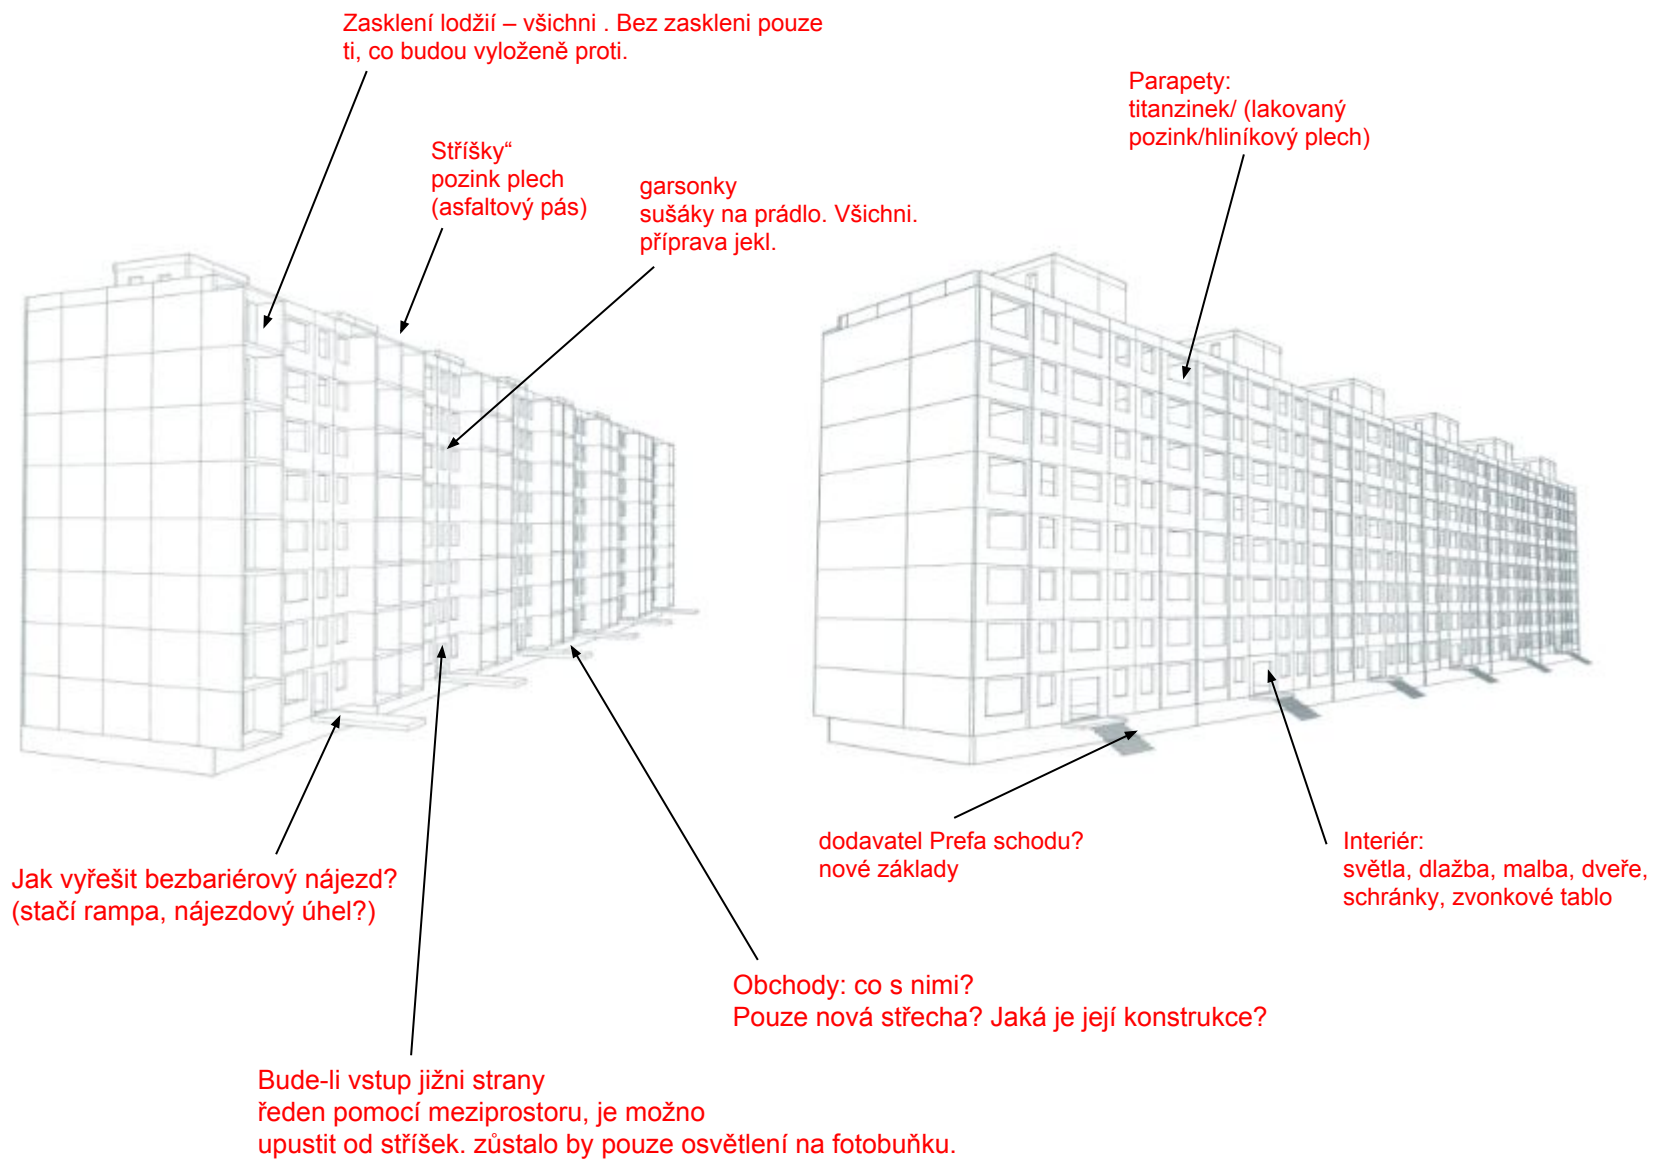 Zasklení lodžií – všichni . Bez zaskleni pouze
ti, co budou vyloženě proti.
Parapety:
titanzinek/ (lakovaný
pozink/hliníkový plech)
Stříšky“
pozink plech
(asfaltový pás)
garsonky
sušáky na prádlo. Všichni.
příprava jekl.
dodavatel Prefa schodu?
nové základy
Interiér:
světla, dlažba, malba, dveře,
schránky, zvonkové tablo
Jak vyřešit bezbariérový nájezd?
(stačí rampa, nájezdový úhel?)
Obchody: co s nimi?
Pouze nová střecha? Jaká je její konstrukce?
Bude-li vstup jižni strany
ředen pomocí meziprostoru, je možno
upustit od stříšek. zůstalo by pouze osvětlení na fotobuňku.